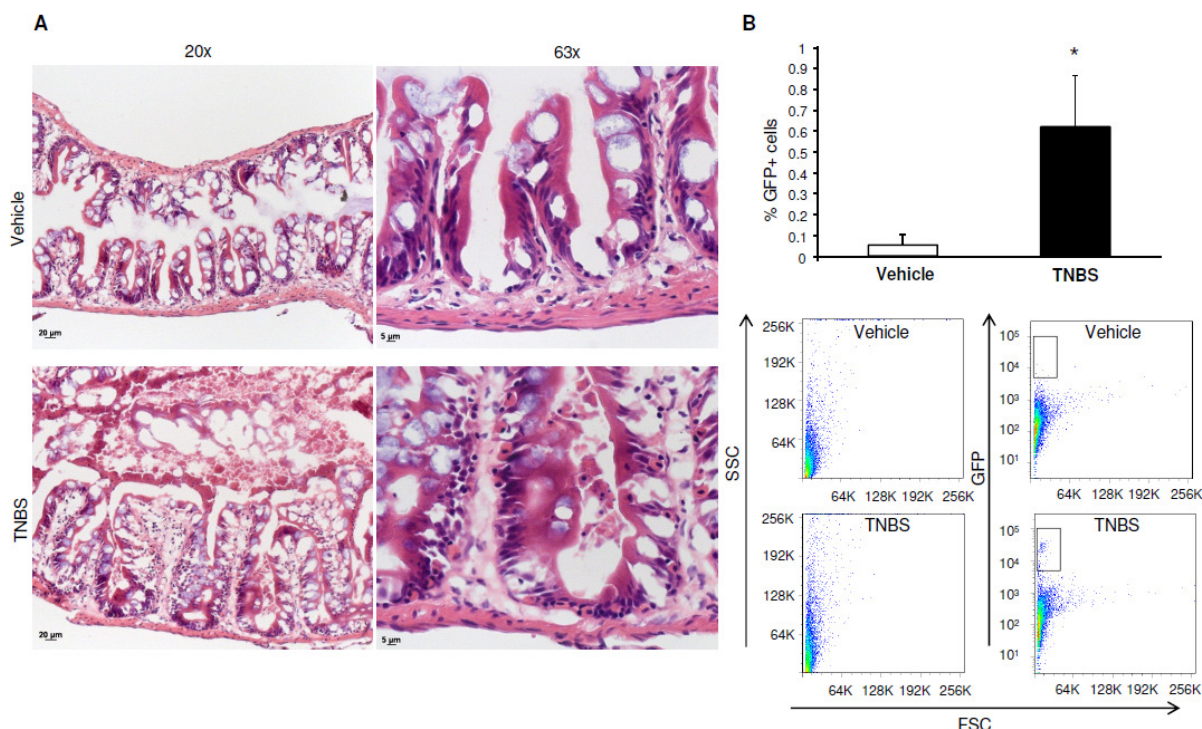 A
20x
63x
Vehicle
20 µm
5 µm
TNBS
20 µm
5 µm
B
*
1
0.9
0.8
0.7
0.6
0.5
0.4
0.3
0.2
0.1
0
% GFP+ cells
Vehicle
TNBS
SSC
256K
192K
128K
64K
Vehicle
64K 128K 192K 256K
GFP
10⁵
10⁴
10³
10²
10¹
Vehicle
64K 128K 192K 256K
256K
192K
128K
64K
TNBS
64K 128K 192K 256K
10⁵
10⁴
10³
10²
10¹
TNBS
64K 128K 192K 256K
FSC